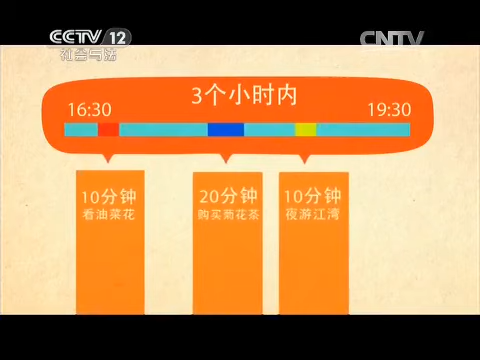 CCTV 12
社会与法
CNTV
3个小时内
16:30
19:30
10分钟
看油菜花
20分钟
购买菊花茶
10分钟
夜游江湾